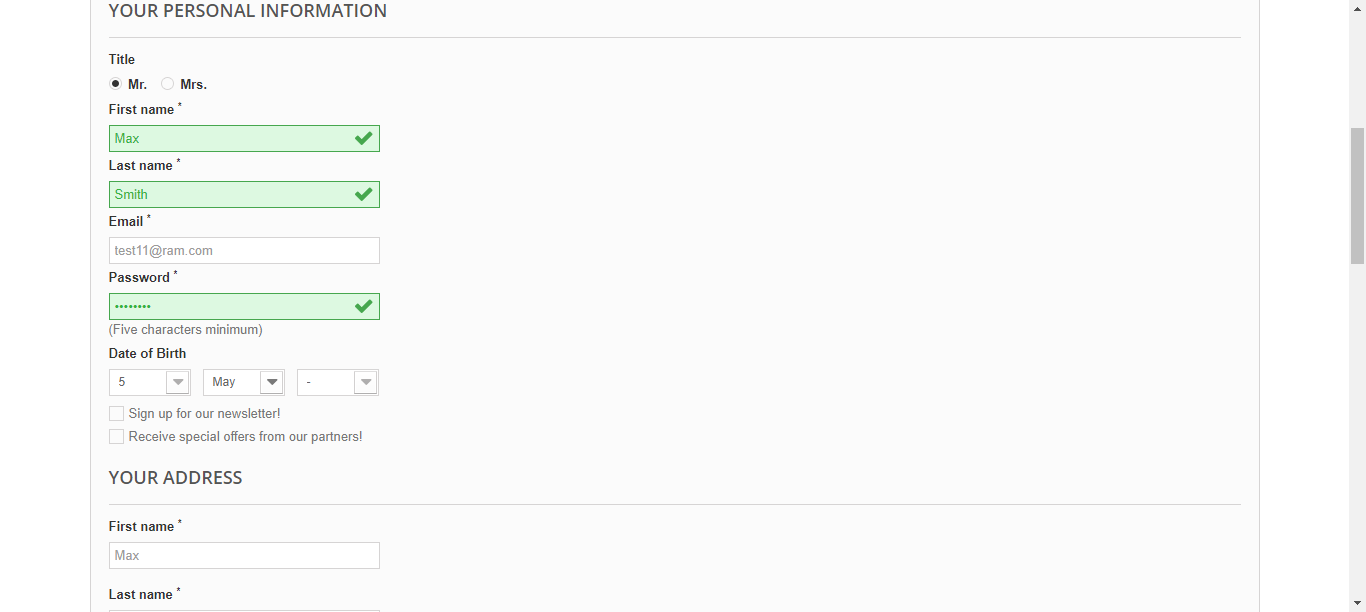 YOUR PERSONAL INFORMATION
Title
Mr. Mrs.
First name *
Max
Last name *
Smith
Email *
test11@ram.com
Password *
••••••••
(Five characters minimum)
Date of Birth
5 May -
Sign up for our newsletter!
Receive special offers from our partners!
YOUR ADDRESS
First name *
Max
Last name *